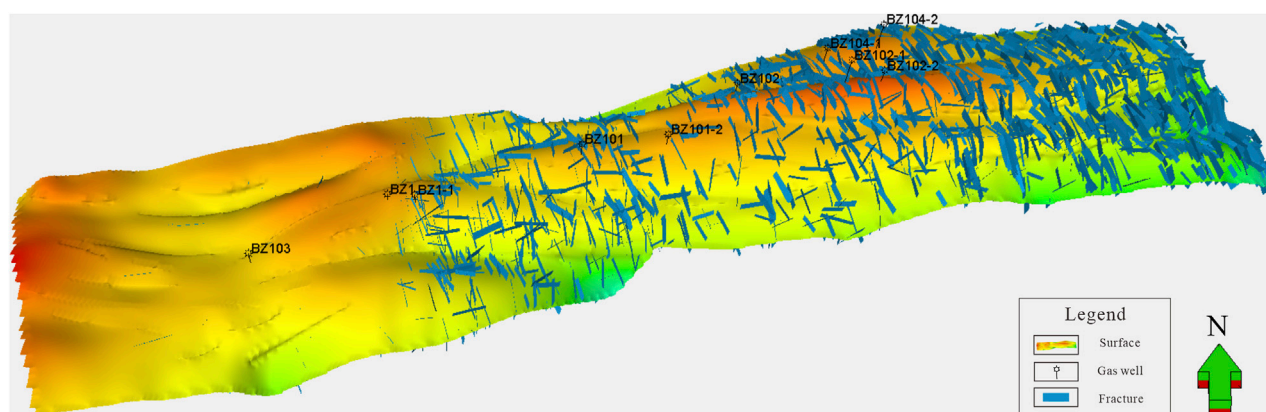 BZ104-2
BZ104-1
BZ102-1
BZ102-2
BZ102
BZ101-2
BZ101
BZ1
BZ1-1
BZ103
Legend
Surface
Gas well
Fracture
N